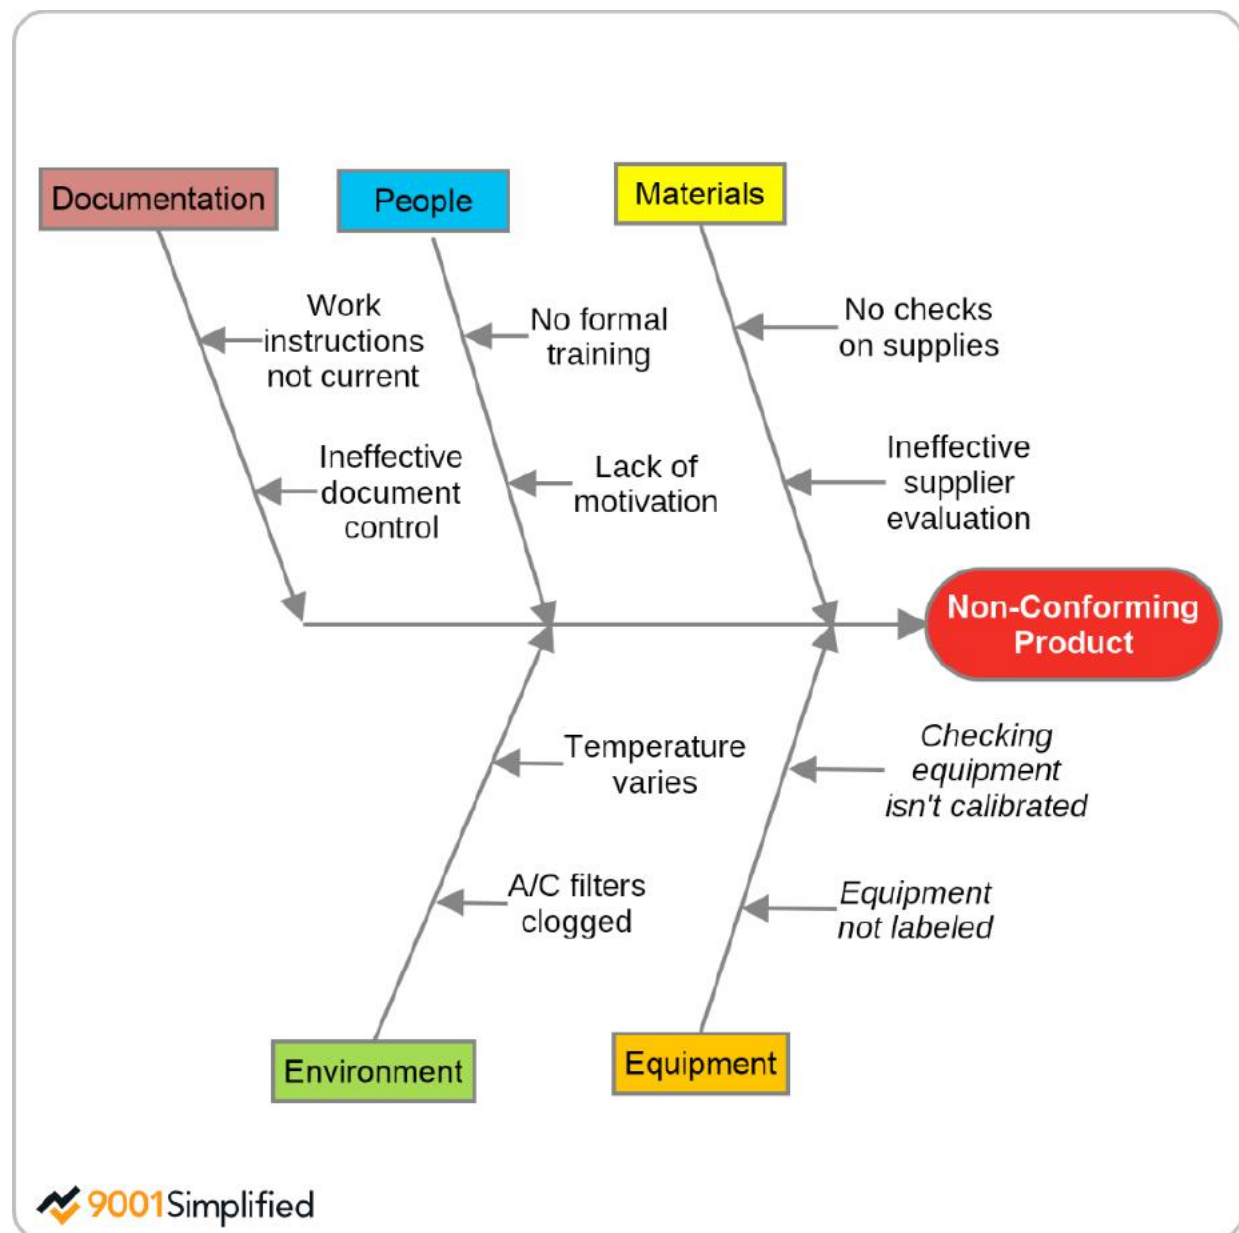 Documentation
People
Materials
Work
instructions
not current
No formal
training
No checks
on supplies
Ineffective
document
control
Lack of
motivation
Ineffective
supplier
evaluation
Non-Conforming
Product
Temperature
varies
Checking
equipment
isn't calibrated
A/C filters
clogged
Equipment
not labeled
Environment
Equipment
9001Simplified